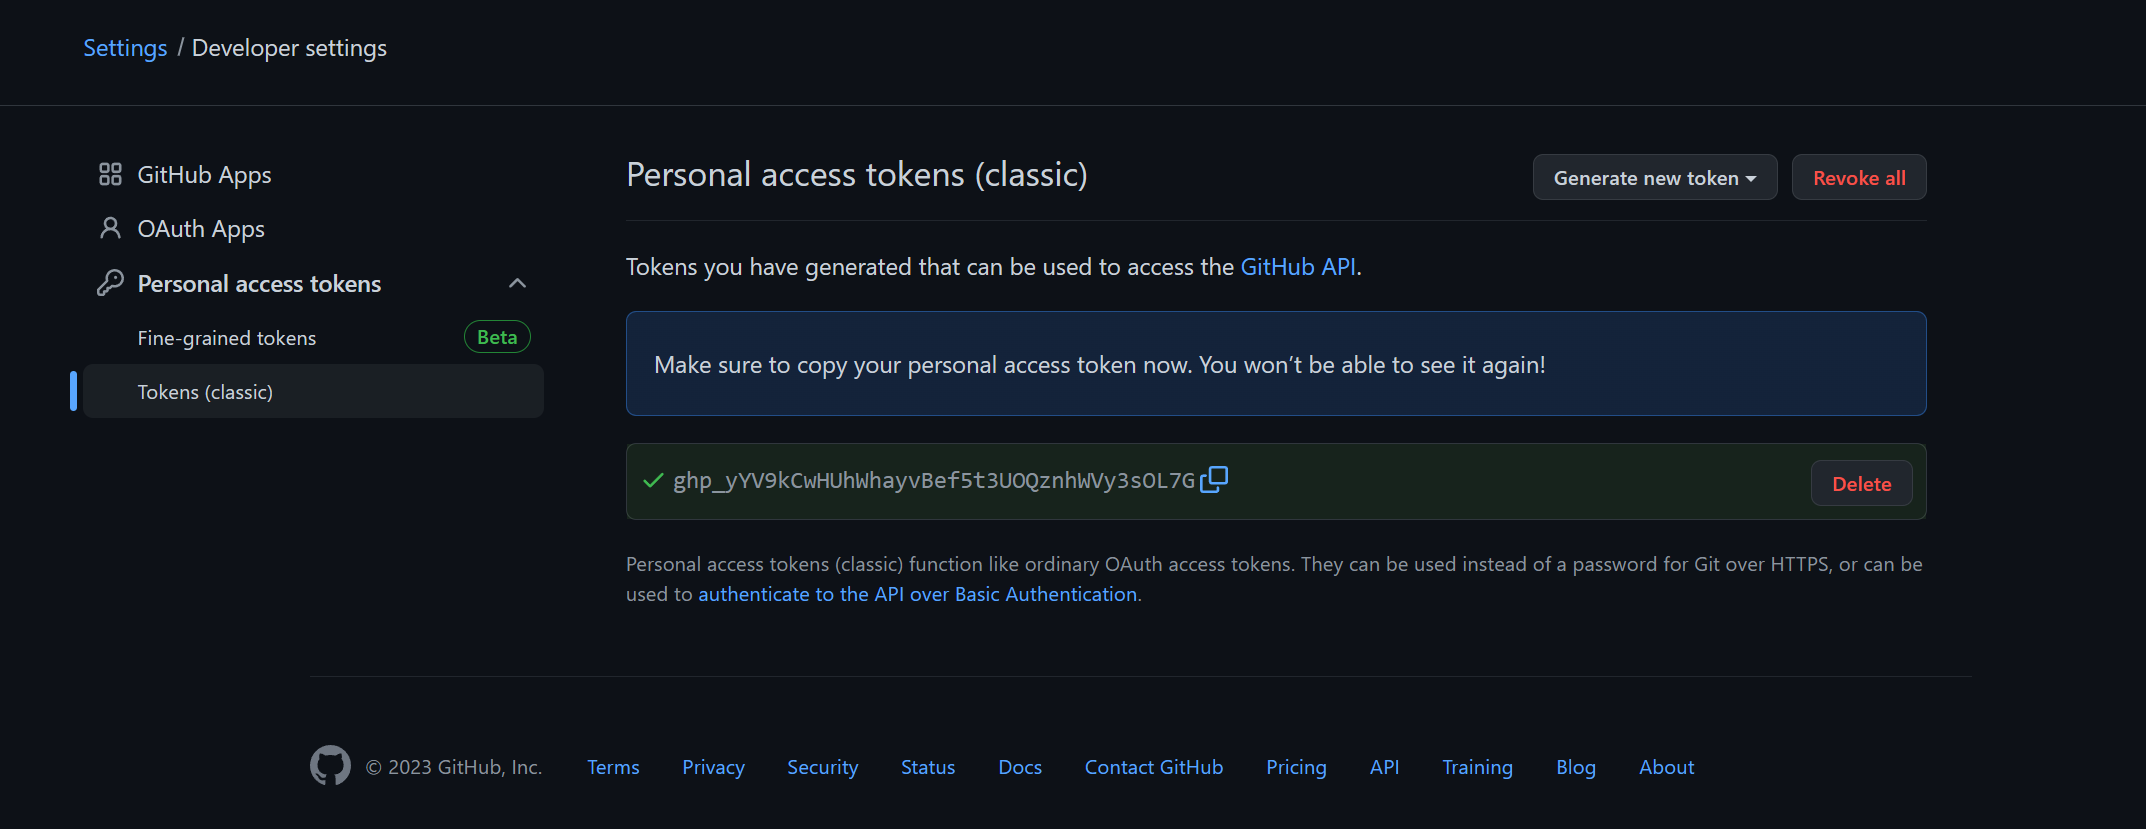 Settings / Developer settings
GitHub Apps
OAuth Apps
Personal access tokens
Fine-grained tokens Beta
Tokens (classic)
Personal access tokens (classic)
Generate new token
Revoke all
Tokens you have generated that can be used to access the GitHub API.
Make sure to copy your personal access token now. You won’t be able to see it again!
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
Delete
Personal access tokens (classic) function like ordinary OAuth access tokens. They can be used instead of a password for Git over HTTPS, or can be
used to authenticate to the API over Basic Authentication.
© 2023 GitHub, Inc. Terms Privacy Security Status Docs Contact GitHub Pricing API Training Blog About